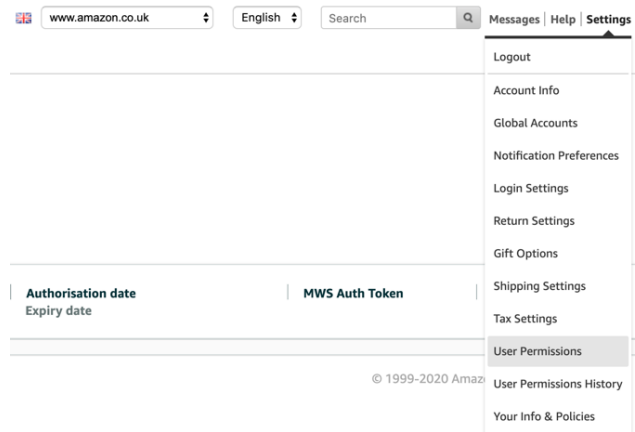 www.amazon.co.uk English Search Messages Help Settings
Logout
Account Info
Global Accounts
Notification Preferences
Login Settings
Return Settings
Gift Options
Shipping Settings
Tax Settings
User Permissions
User Permissions History
Your Info & Policies
Authorisation date MWS Auth Token
Expiry date
© 1999-2020 Amaz